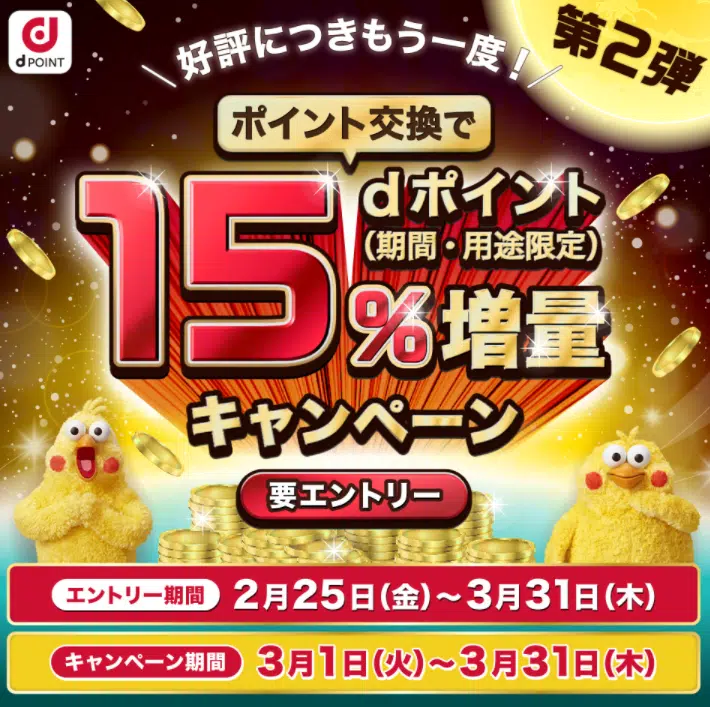 d POINT
好評につきもう一度！
第2弾
ポイント交換で
15%増量
dポイント
（期間・用途限定）
キャンペーン
要エントリー
エントリー期間 2月25日（金）～3月31日（木）
キャンペーン期間 3月1日（火）～3月31日（木）